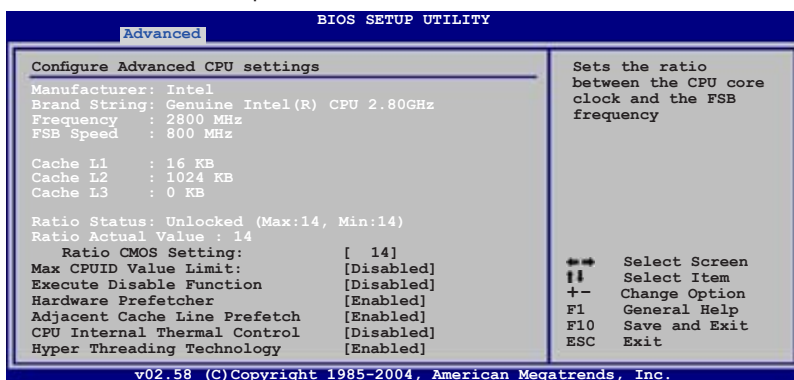 BIOS SETUP UTILITY
Advanced
Configure Advanced CPU settings
Manufacturer: Intel
Brand String: Genuine Intel(R) CPU 2.80GHz
Frequency : 2800 MHz
FSB Speed : 800 MHz
Cache L1 : 16 KB
Cache L2 : 1024 KB
Cache L3 : 0 KB
Ratio Status: Unlocked (Max:14, Min:14)
Ratio Actual Value : 14
Ratio CMOS Setting: [ 14]
Max CPUID Value Limit: [Disabled]
Execute Disable Function [Disabled]
Hardware Prefetcher [Enabled]
Adjacent Cache Line Prefetch [Enabled]
CPU Internal Thermal Control [Disabled]
Hyper Threading Technology [Enabled]
Sets the ratio
between the CPU core
clock and the FSB
frequency
←→ Select Screen
↑↓ Select Item
+- Change Option
F1 General Help
F10 Save and Exit
ESC Exit
v02.58 (C)Copyright 1985-2004, American Megatrends, Inc.